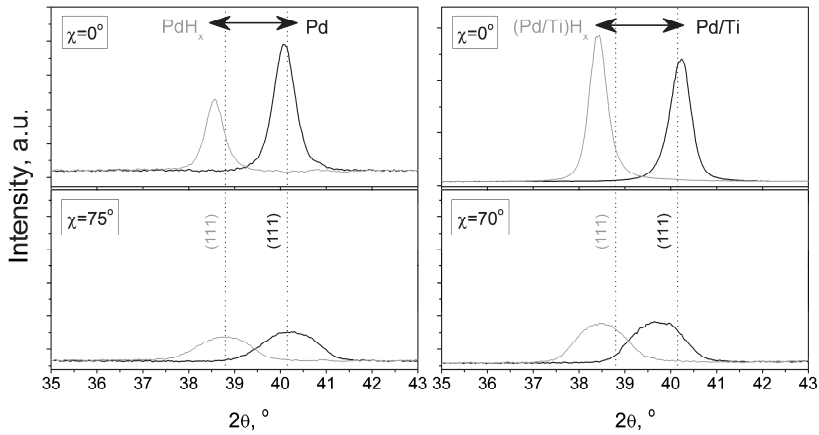 χ=0°
PdHx
Pd
χ=0°
(Pd/Ti)Hx
Pd/Ti
Intensity, a.u.
χ=75°
(111)
(111)
χ=70°
(111)
(111)
35 36 37 38 39 40 41 42 43
35 36 37 38 39 40 41 42 43
2θ, °
2θ, °